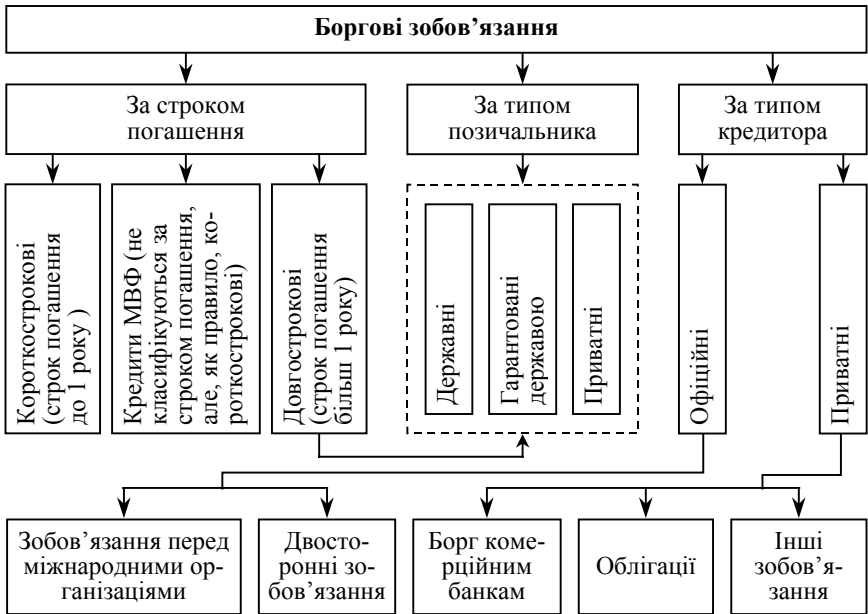 Боргові зобов’язання
За строком
погашення
За типом
позичальника
За типом
кредитора
Короткострокові
(строк погашення
до 1 року )
Кредити МВФ (не
класифікуються за
строком погашення,
але, як правило, ко-
роткострокові)
Довгострокові
(строк погашення
більш 1 року)
Державні
Гарантовані
державою
Приватні
Офіційні
Приватні
Зобов’язання перед
міжнародними ор-
ганізаціями
Двосто-
ронні зо-
бов’язання
Борг коме-
рційним
банкам
Облігації
Інші
зобов’я-
зання